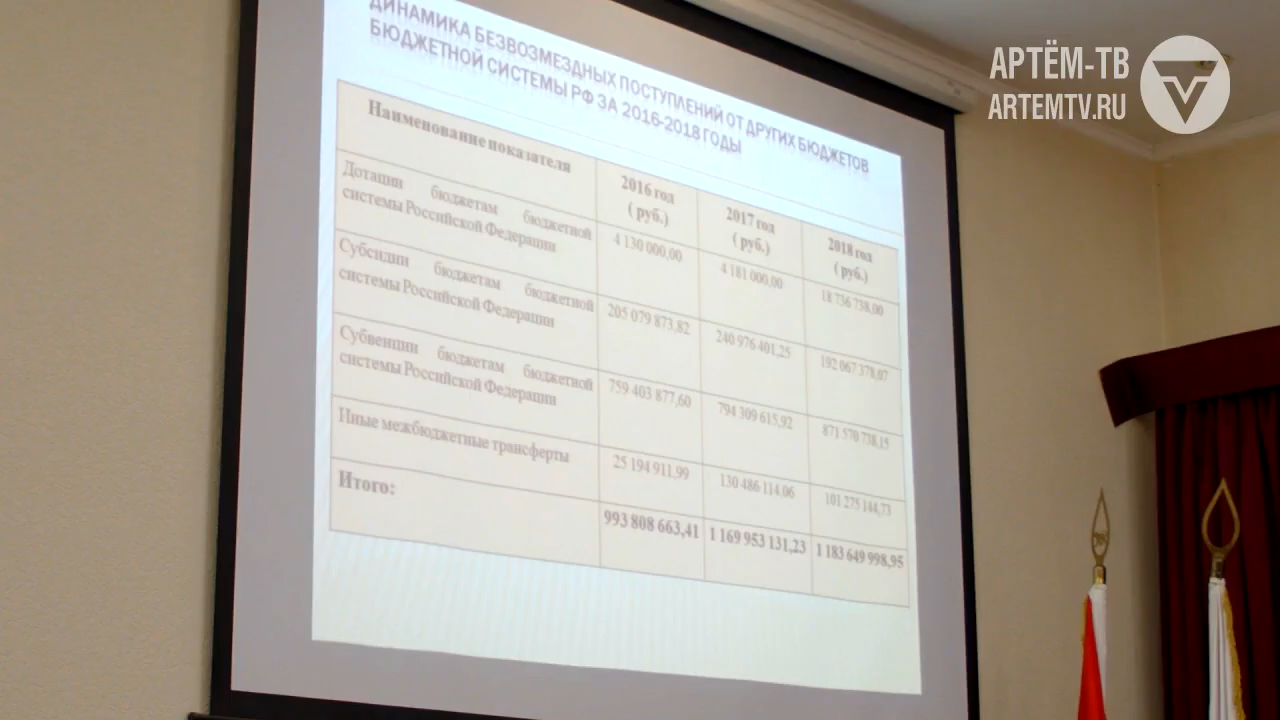 АРТЁМ-ТВ
ARTEMTV.RU
ДИНАМИКА БЕЗВОЗМЕЗДНЫХ ПОСТУПЛЕНИЙ ОТ ДРУГИХ БЮДЖЕТОВ
БЮДЖЕТНОЙ СИСТЕМЫ РФ ЗА 2016-2018 ГОДЫ
Наименование показателя
2016 год
( руб.)
2017 год
( руб.)
2018 год
( руб.)
Дотации бюджетам бюджетной
системы Российской Федерации
4 130 000,00
4 181 000,00
18 736 738,00
Субсидии бюджетам бюджетной
системы Российской Федерации
205 079 873,82
240 976 401,25
192 067 378,07
Субвенции бюджетам бюджетной
системы Российской Федерации
759 403 877,60
794 309 615,92
871 570 738,15
Иные межбюджетные трансферты
25 194 911,99
130 486 114,06
101 275 144,73
Итого:
993 808 663,41
1 169 953 131,23
1 183 649 998,95